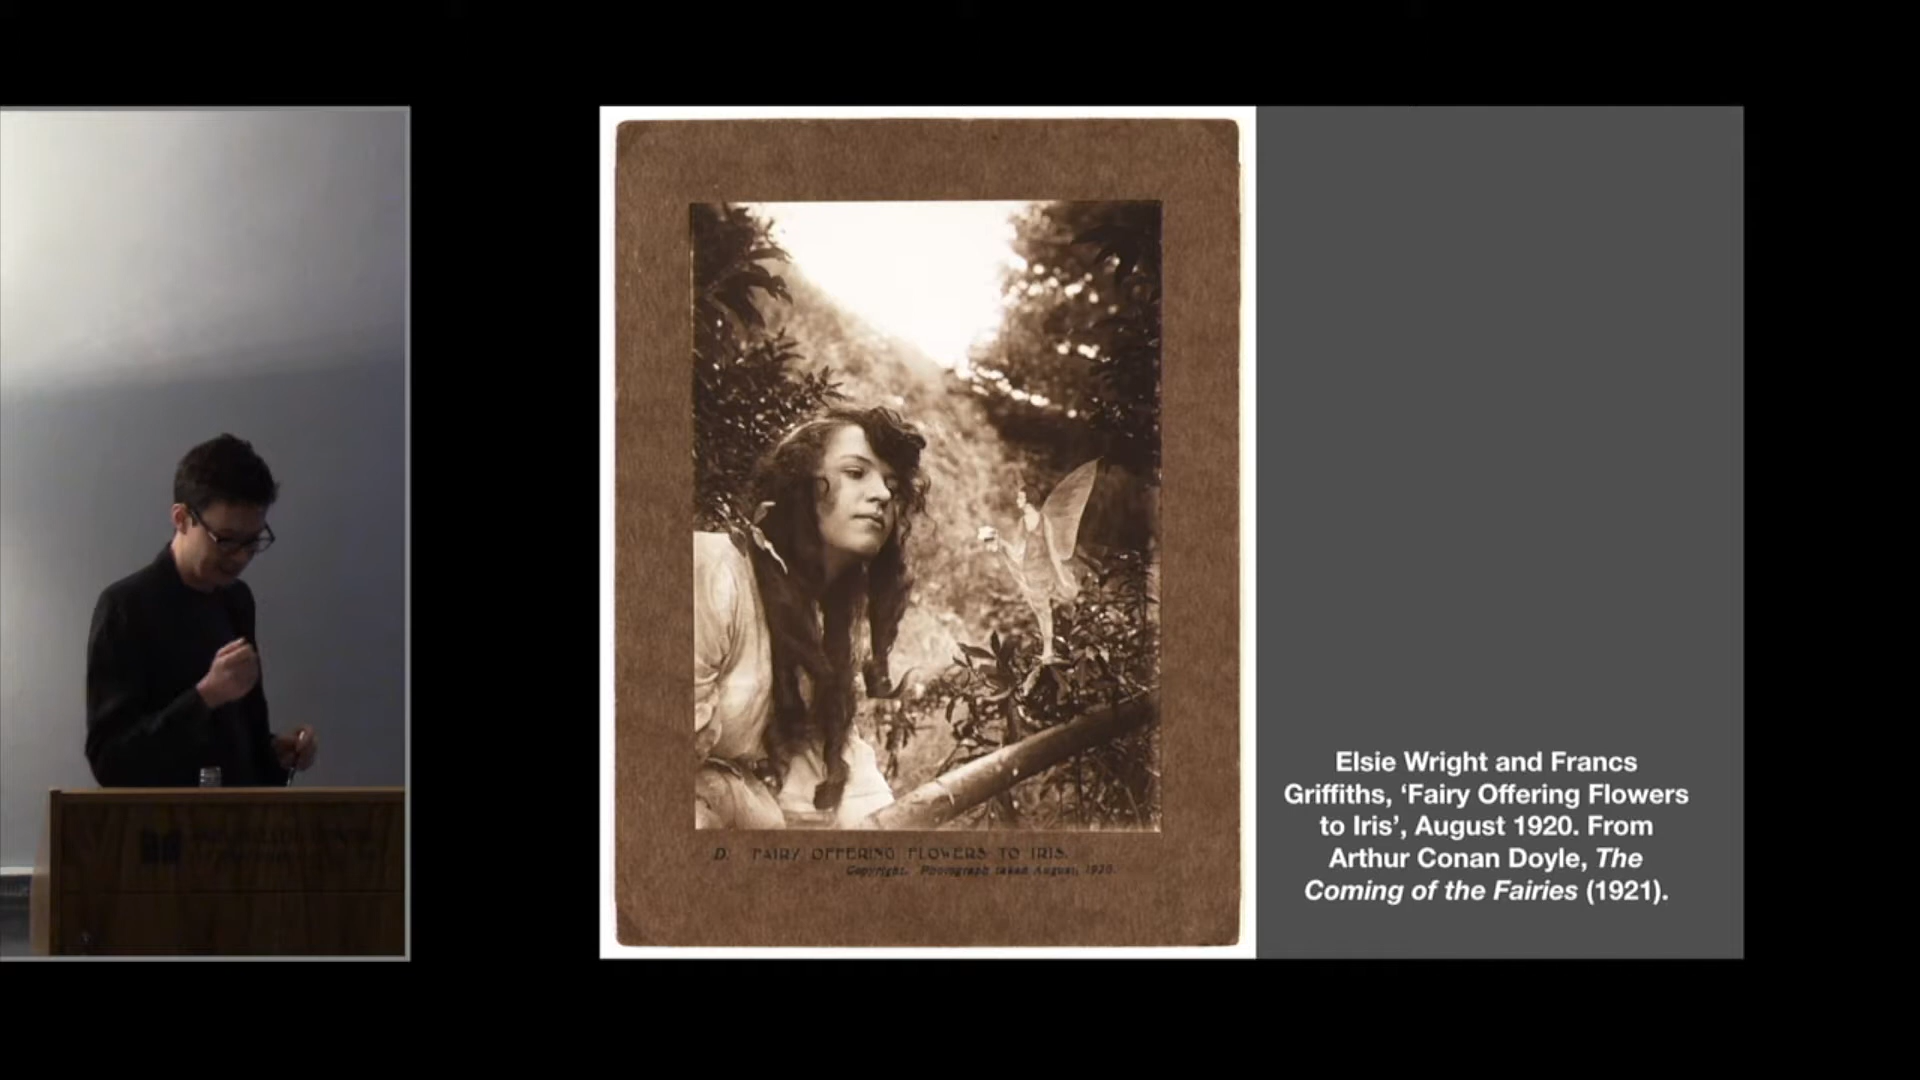 D. FAIRY OFFERING FLOWERS TO IRIS.
Copyright. Photograph taken August, 1920.
Elsie Wright and Francs
Griffiths, ‘Fairy Offering Flowers
to Iris’, August 1920. From
Arthur Conan Doyle, The
Coming of the Fairies (1921).